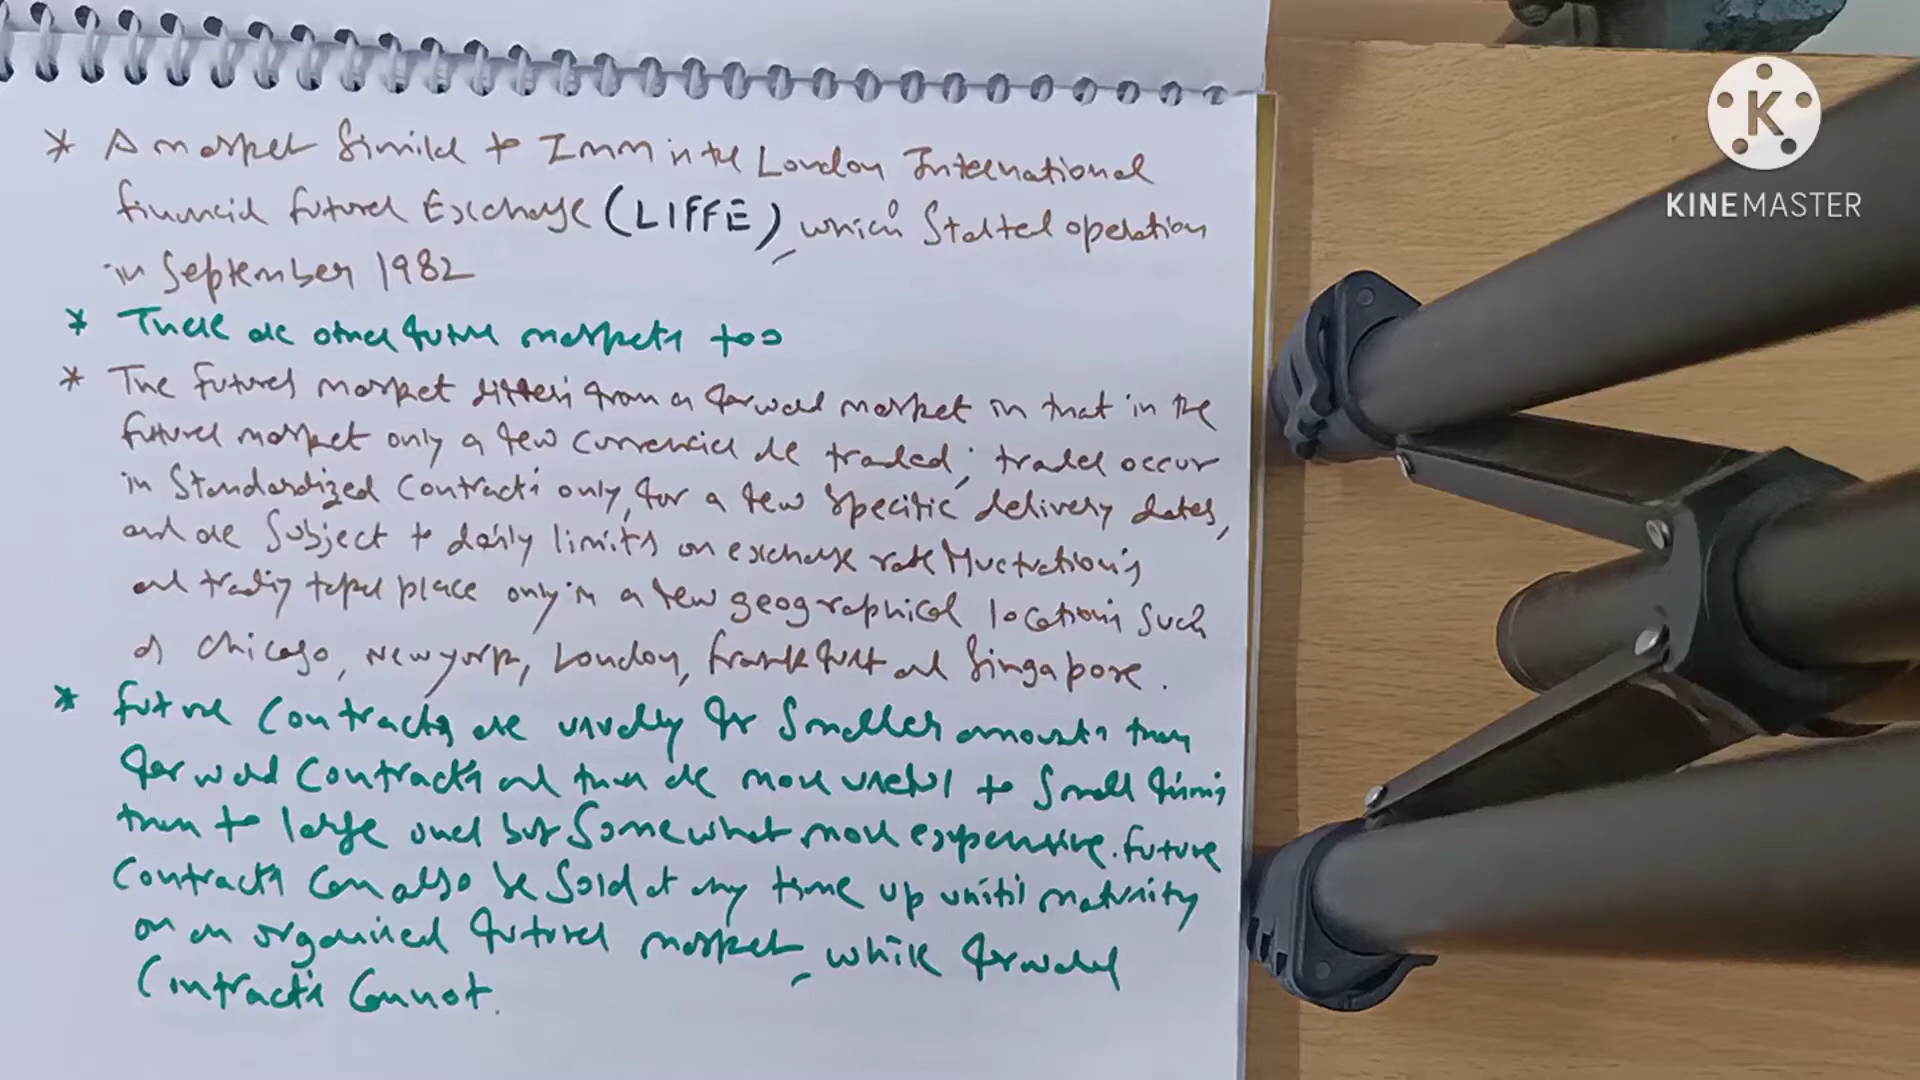 * A market similar to IMM in the London International
financial futures Exchange (LIFFE), which started operation
in September 1982
* There are other future markets too
* The futures market differs from a forward market in that in the
futures market only a few currencies are traded; trades occur
in Standardized Contracts only, for a few specific delivery dates,
and are Subject to daily limits on exchange rate fluctuations
and trading takes place only in a few geographical locations such
as Chicago, Newyork, London, frankfurt and Singapore.
* future Contracts are usually for Smaller amounts than
forward Contracts and thus are more useful to Small firms
than to large ones but Somewhat more expensive. future
Contracts can also be Sold at any time up until maturity
on an organised futures market, while forward
Contracts Cannot.
K
KINEMASTER